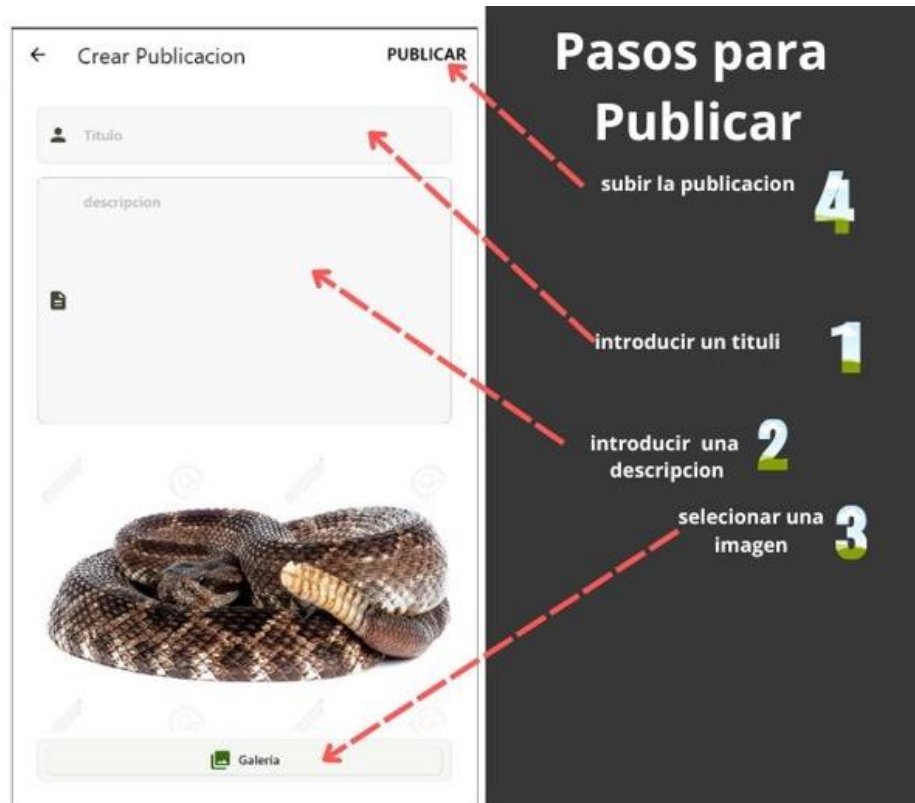 Crear Publicacion
PUBLICAR
Titulo
descripcion
Galeria
Pasos para
Publicar
subir la publicacion
4
introducir un tituli
1
introducir una
descripcion
2
selecionar una
imagen
3